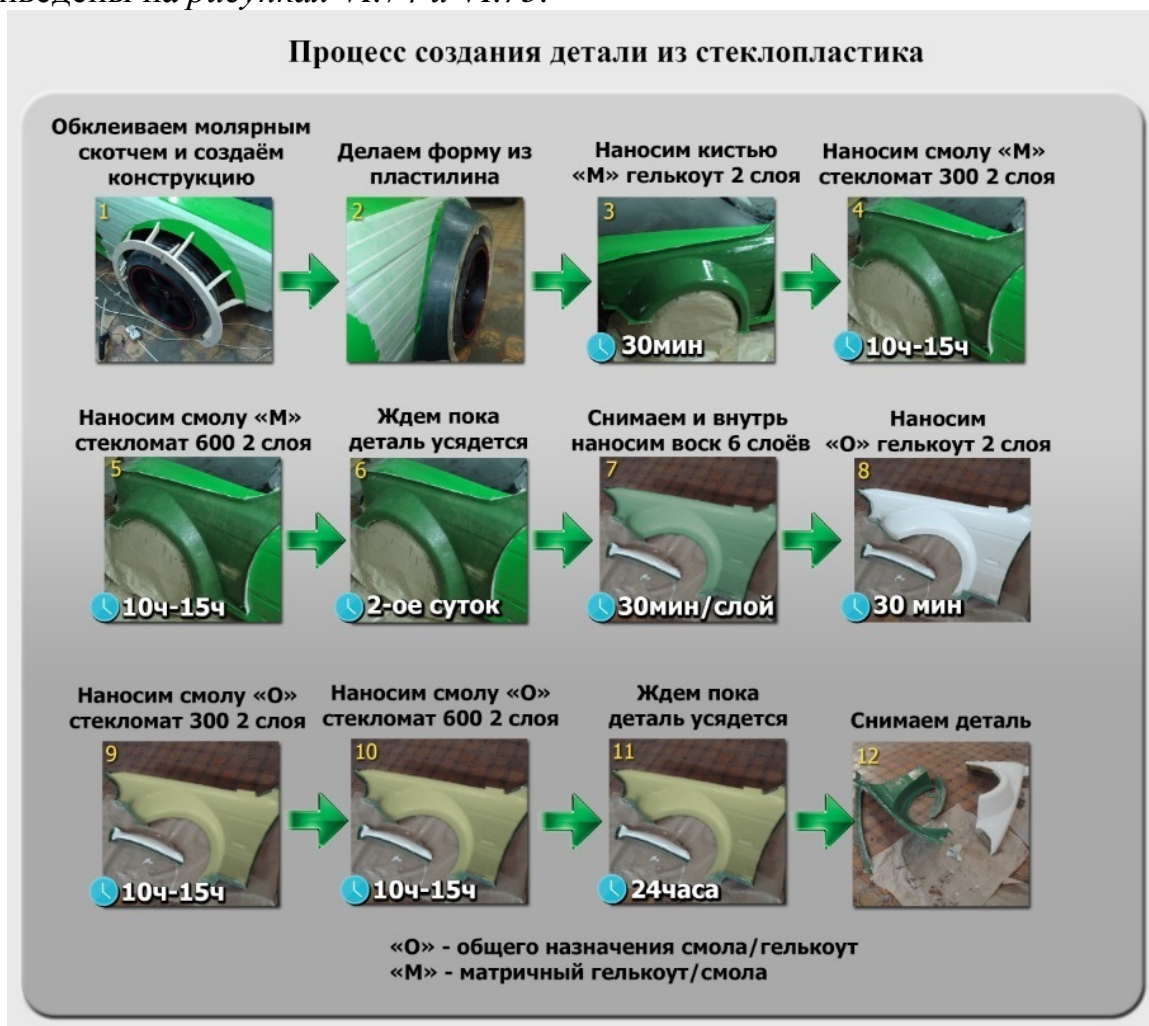 Процесс создания детали из стеклопластика
Обклеиваем молярным
скотчем и создаём
конструкцию
1
Делаем форму из
пластилина
2
Наносим кистью
«М» гелькоут 2 слоя
3
30мин
Наносим смолу «М»
стекломат 300 2 слоя
4
10ч-15ч
Наносим смолу «М»
стекломат 600 2 слоя
5
10ч-15ч
Ждем пока
деталь усядется
6
2-ое суток
Снимаем и внутрь
наносим воск 6 слоёв
7
30мин/слой
Наносим
«О» гелькоут 2 слоя
8
30 мин
Наносим смолу «О»
стекломат 300 2 слоя
9
10ч-15ч
Наносим смолу «О»
стекломат 600 2 слоя
10
10ч-15ч
Ждем пока
деталь усядется
11
24часа
Снимаем деталь
12
«О» - общего назначения смола/гелькоут
«М» - матричный гелькоут/смола